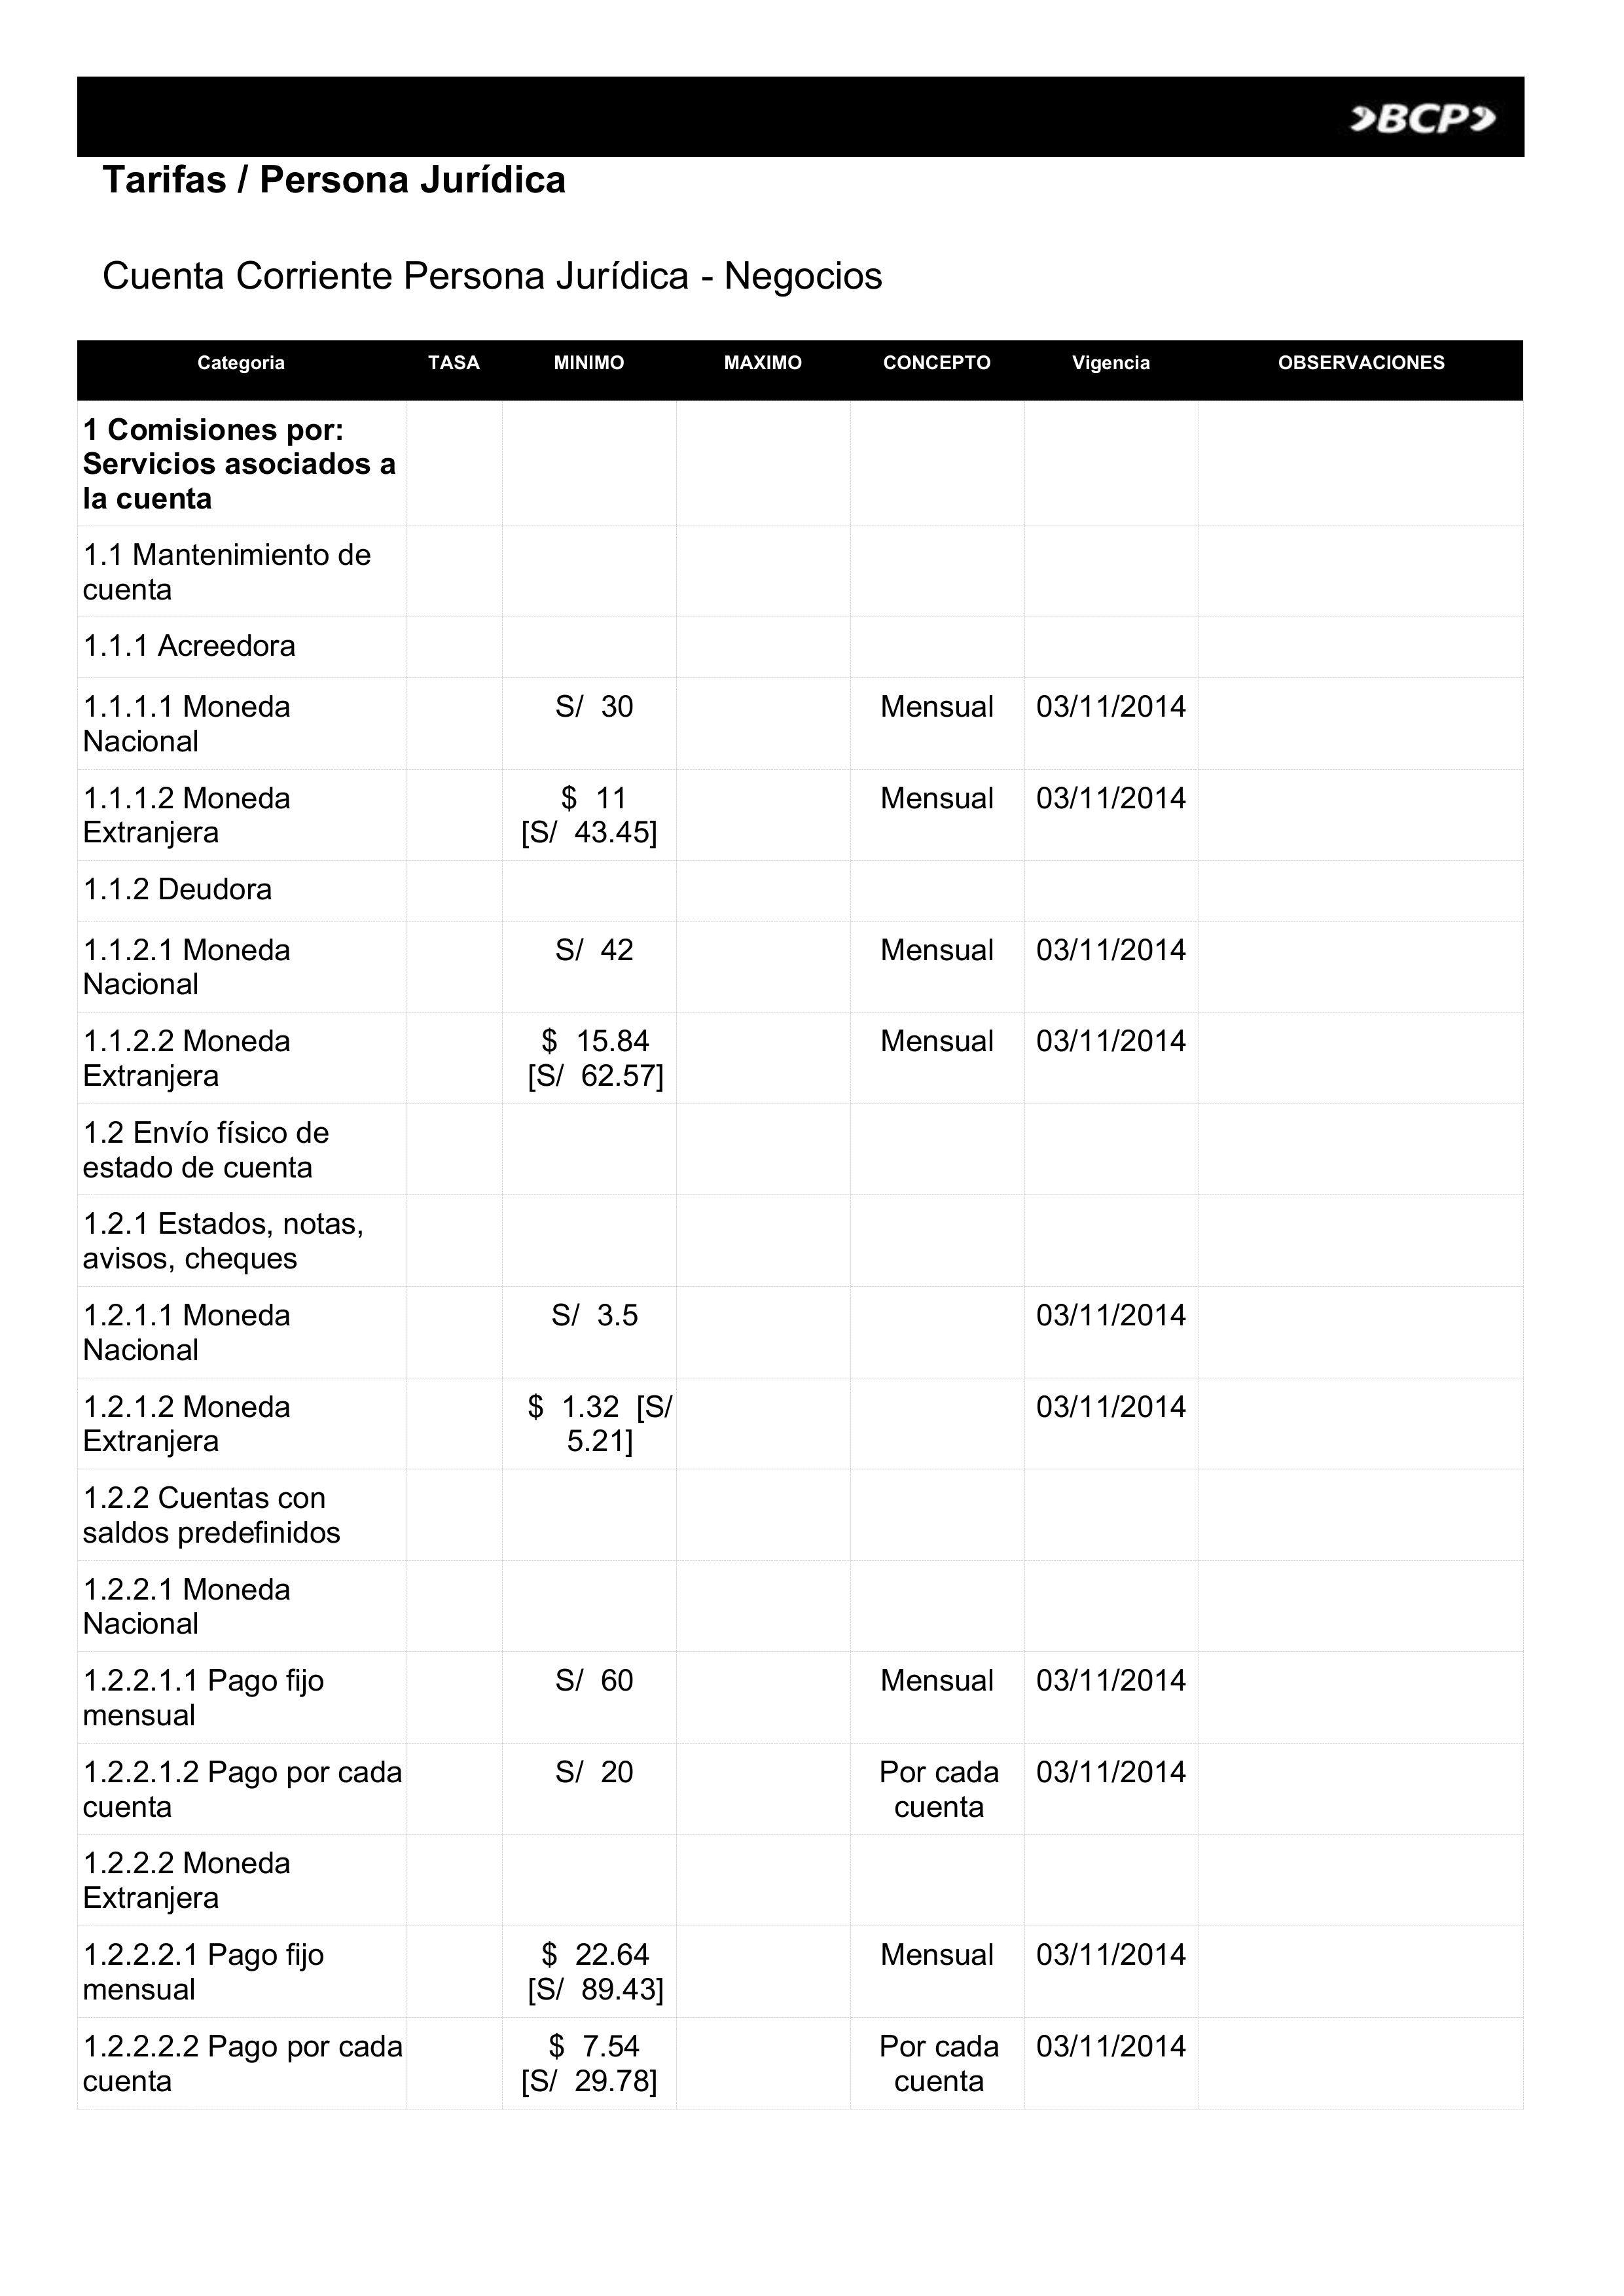 BCP
Tarifas / Persona Jurídica
Cuenta Corriente Persona Jurídica - Negocios
Categoria TASA MINIMO MAXIMO CONCEPTO Vigencia OBSERVACIONES
1 Comisiones por:
Servicios asociados a
la cuenta
1.1 Mantenimiento de
cuenta
1.1.1 Acreedora
1.1.1.1 Moneda S/ 30 Mensual 03/11/2014
Nacional
1.1.1.2 Moneda $ 11 Mensual 03/11/2014
Extranjera [S/ 43.45]
1.1.2 Deudora
1.1.2.1 Moneda S/ 42 Mensual 03/11/2014
Nacional
1.1.2.2 Moneda $ 15.84 Mensual 03/11/2014
Extranjera [S/ 62.57]
1.2 Envío físico de
estado de cuenta
1.2.1 Estados, notas,
avisos, cheques
1.2.1.1 Moneda S/ 3.5 03/11/2014
Nacional
1.2.1.2 Moneda $ 1.32 [S/ 03/11/2014
Extranjera 5.21]
1.2.2 Cuentas con
saldos predefinidos
1.2.2.1 Moneda
Nacional
1.2.2.1.1 Pago fijo S/ 60 Mensual 03/11/2014
mensual
1.2.2.1.2 Pago por cada S/ 20 Por cada 03/11/2014
cuenta cuenta
1.2.2.2 Moneda
Extranjera
1.2.2.2.1 Pago fijo $ 22.64 Mensual 03/11/2014
mensual [S/ 89.43]
1.2.2.2.2 Pago por cada $ 7.54 Por cada 03/11/2014
cuenta [S/ 29.78] cuenta